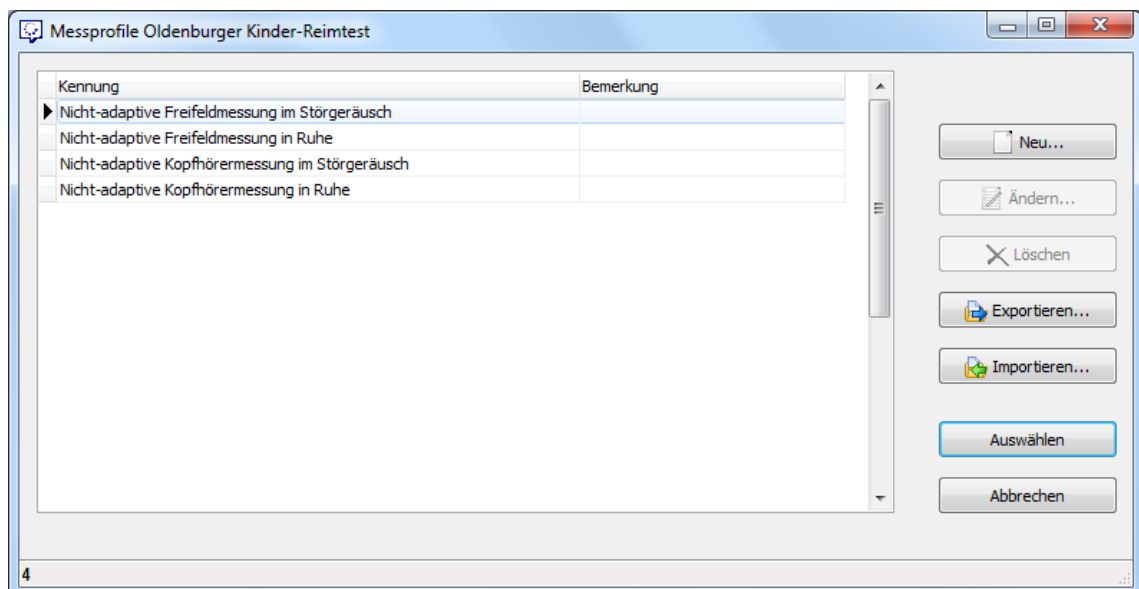 Messprofile Oldenburger Kinder-Reimtest
Kennung Bemerkung
Nicht-adaptive Freifeldmessung im Störgeräusch
Nicht-adaptive Freifeldmessung in Ruhe
Nicht-adaptive Kopfhörermessung im Störgeräusch
Nicht-adaptive Kopfhörermessung in Ruhe
Neu...
Ändern...
Löschen
Exportieren...
Importieren...
Auswählen
Abbrechen
4